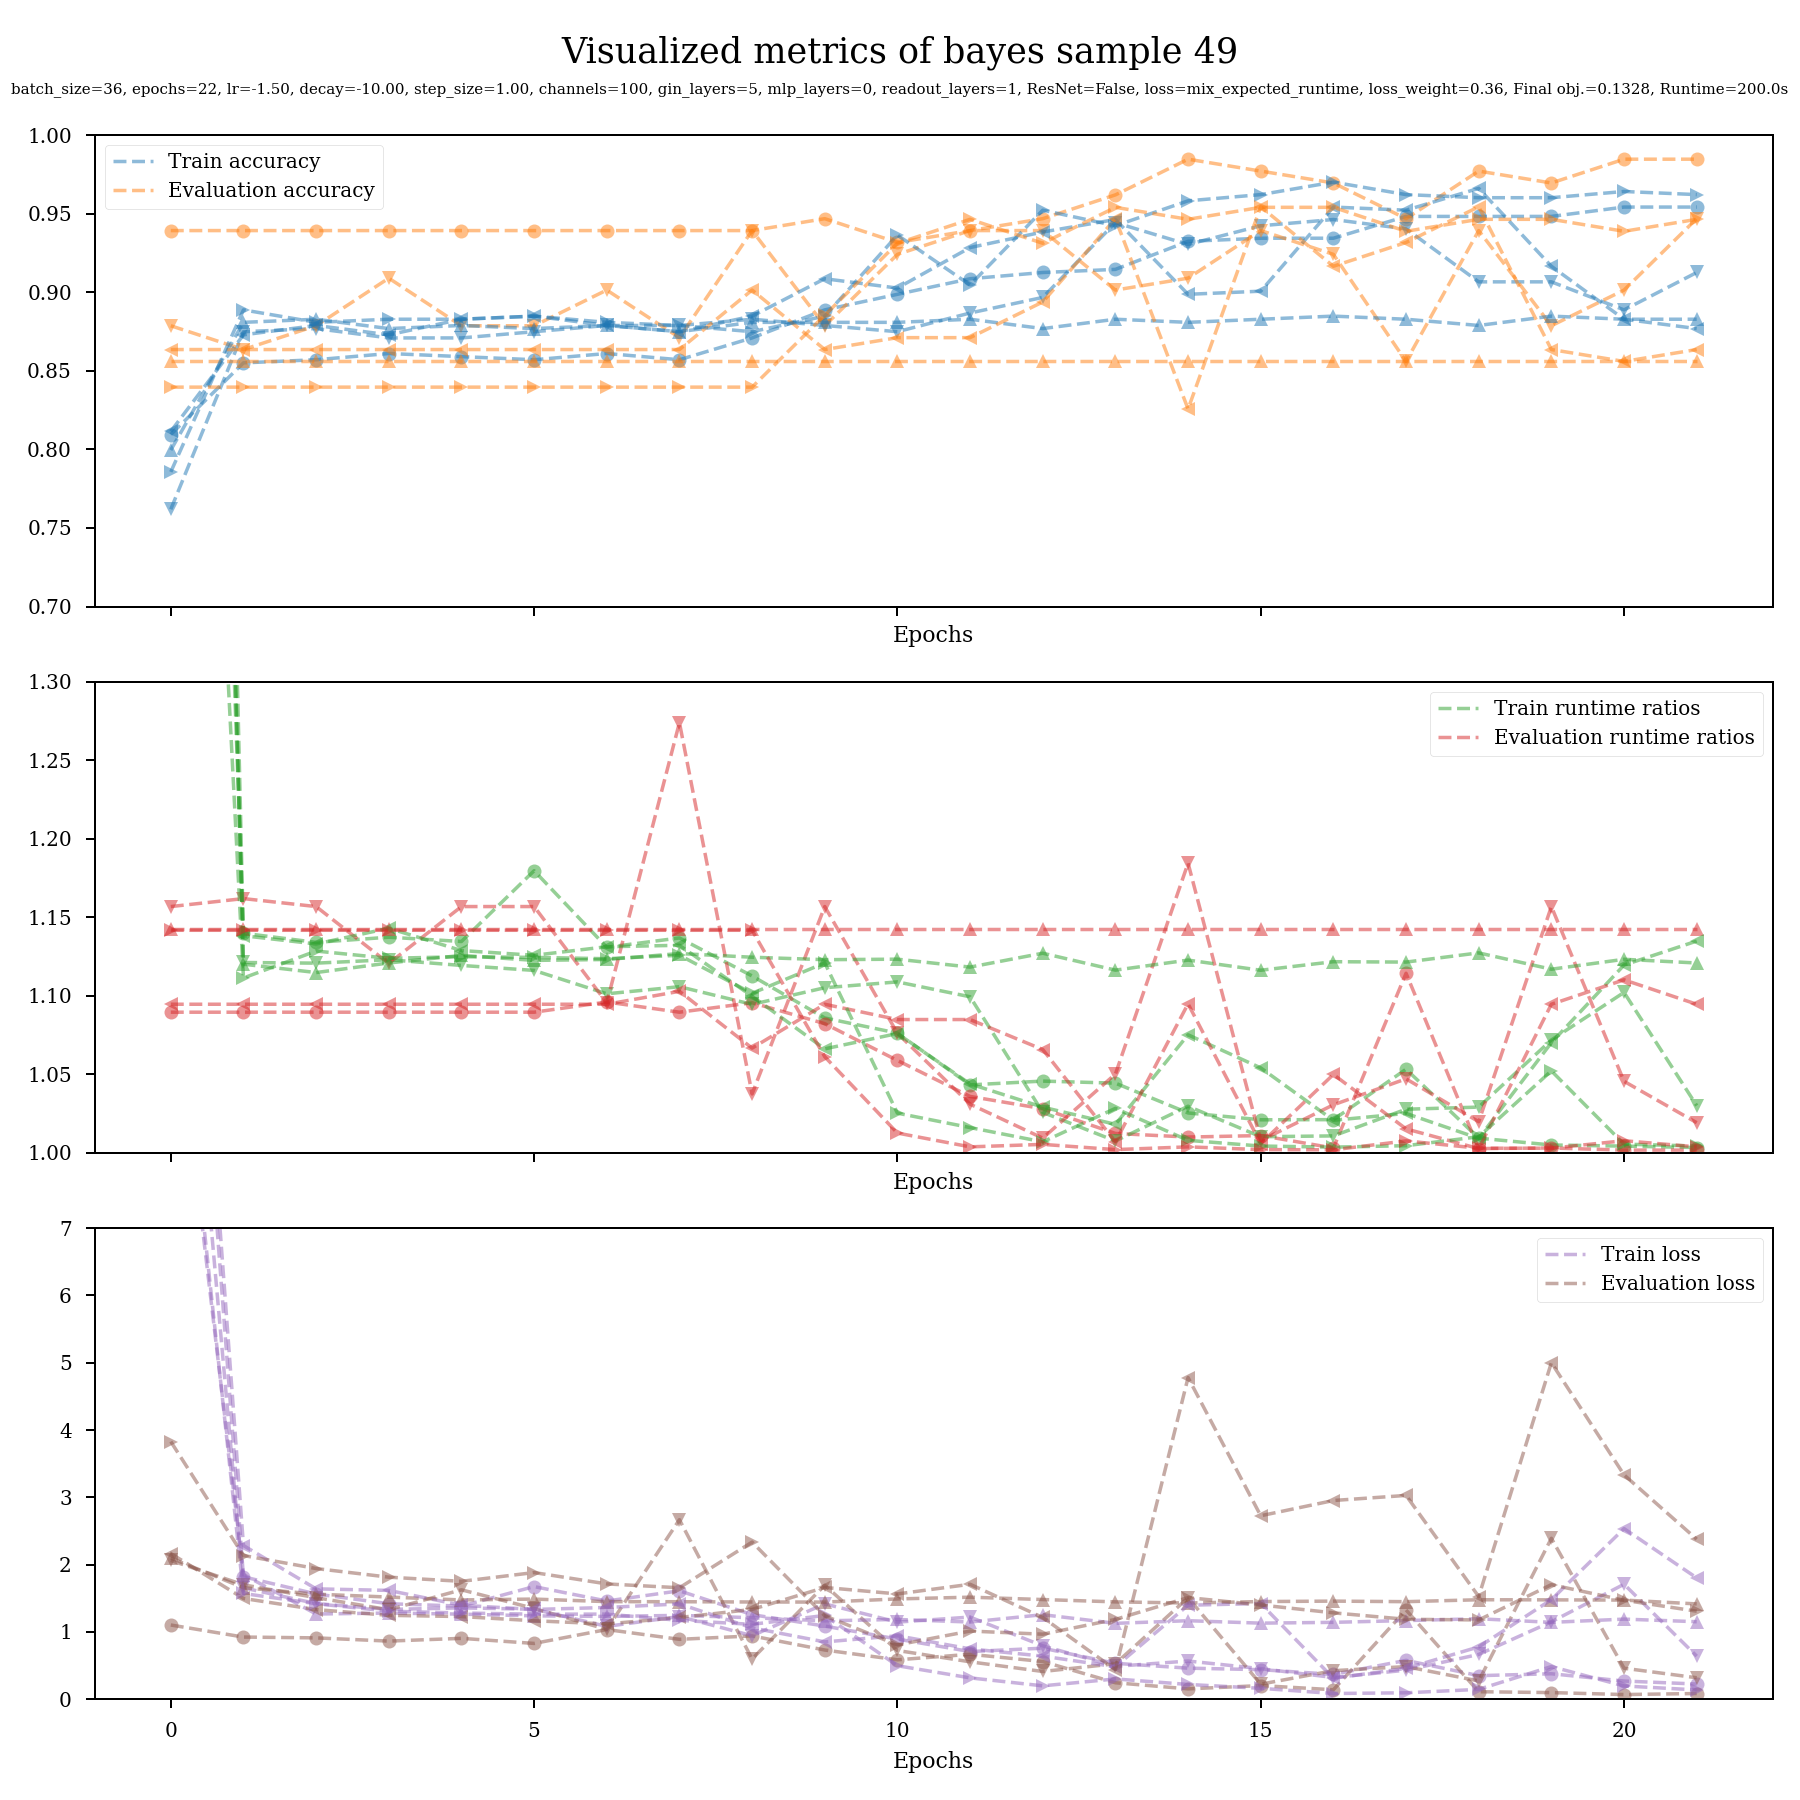 Visualized metrics of bayes sample 49
batch_size=36, epochs=22, lr=-1.50, decay=-10.00, step_size=1.00, channels=100, gin_layers=5, mlp_layers=0, readout_layers=1, ResNet=False, loss=mix_expected_runtime, loss_weight=0.36, Final obj.=0.1328, Runtime=200.0s
1.00
0.95
0.90
0.85
0.80
0.75
0.70
Train accuracy
Evaluation accuracy
Epochs
1.30
1.25
1.20
1.15
1.10
1.05
1.00
Train runtime ratios
Evaluation runtime ratios
Epochs
7
6
5
4
3
2
1
0
Train loss
Evaluation loss
0 5 10 15 20
Epochs